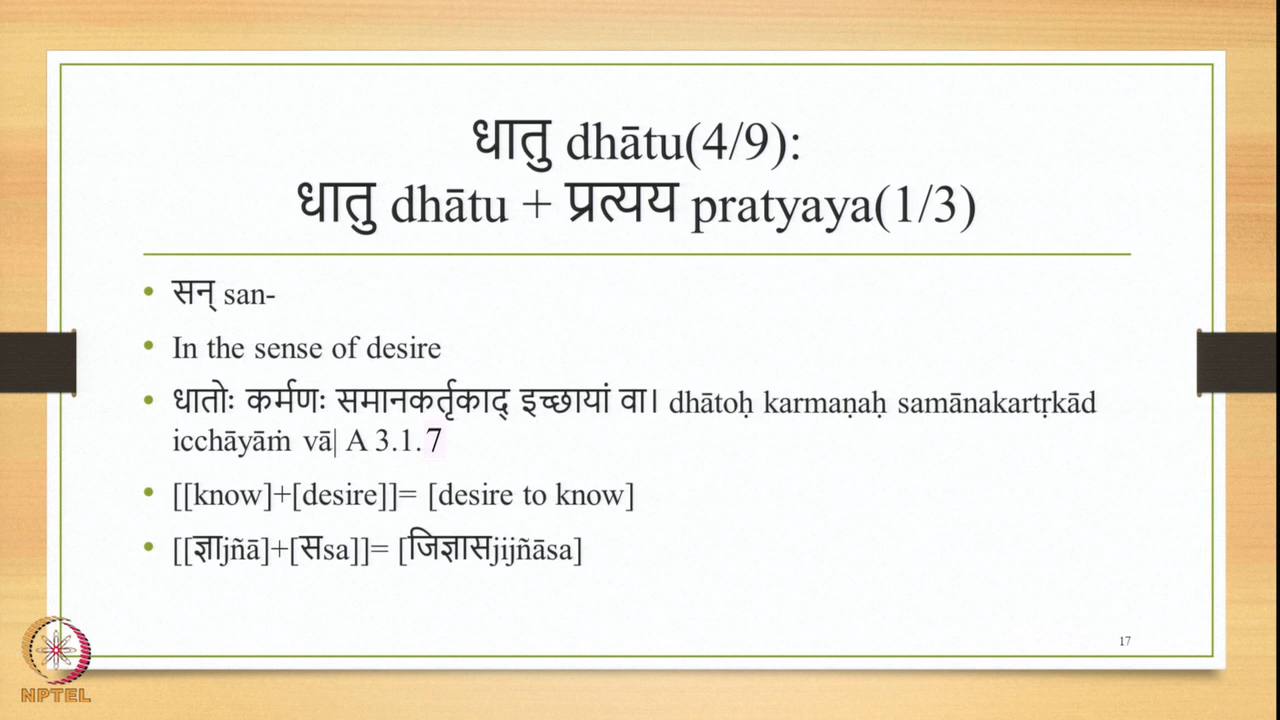 धातु dhātu(4/9):
धातु dhātu + प्रत्यय pratyaya(1/3)
• सन् san-
• In the sense of desire
• धातोः कर्मणः समानकर्तृकाद् इच्छायां वा। dhātoḥ karmaṇaḥ samānakartṛkād
icchāyāṁ vā| A 3.1.7
• [[know]+[desire]]= [desire to know]
• [[ज्ञाjñā]+[सsa]]= [जिज्ञासjijñāsa]
17
NPTEL